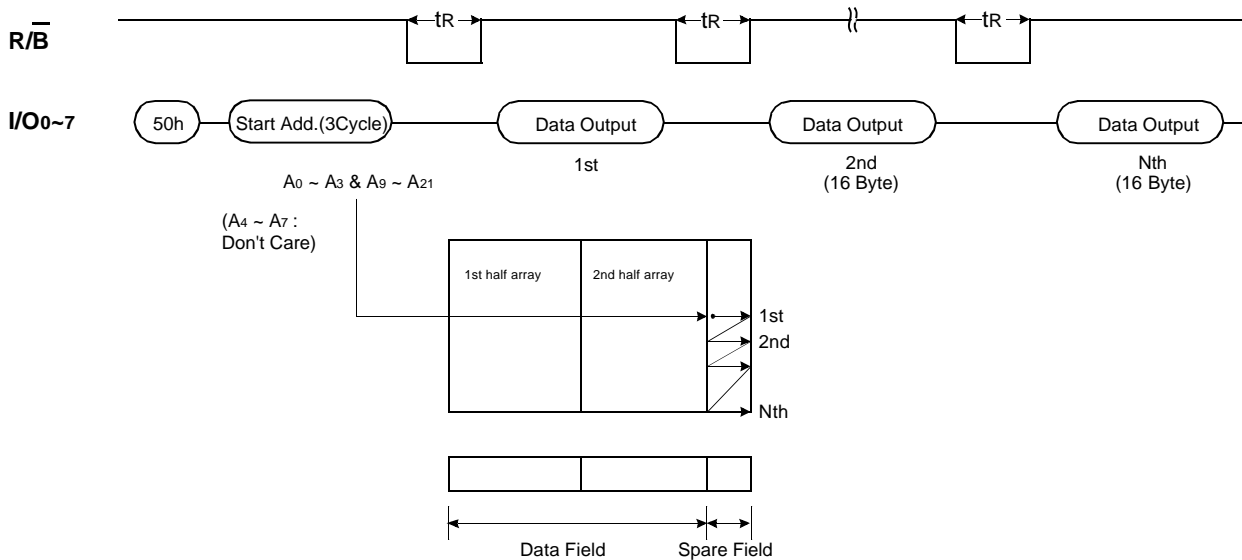 tR tR tR
R/B
I/O0~7 50h Start Add.(3Cycle) Data Output Data Output Data Output
1st 2nd Nth
(16 Byte) (16 Byte)
A0 ~ A3 & A9 ~ A21
(A4 ~ A7 :
Don't Care)
1st half array 2nd half array
1st
2nd
Nth
Data Field Spare Field